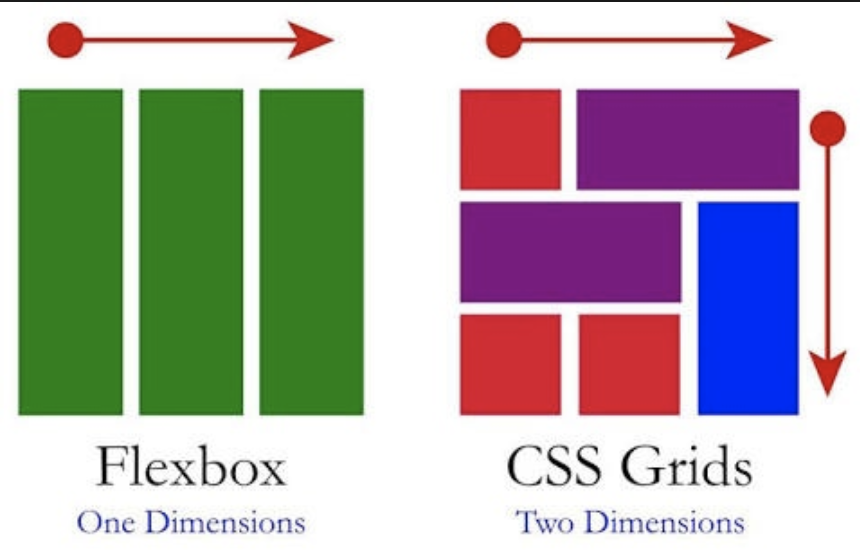 Flexbox
One Dimensions
CSS Grids
Two Dimensions